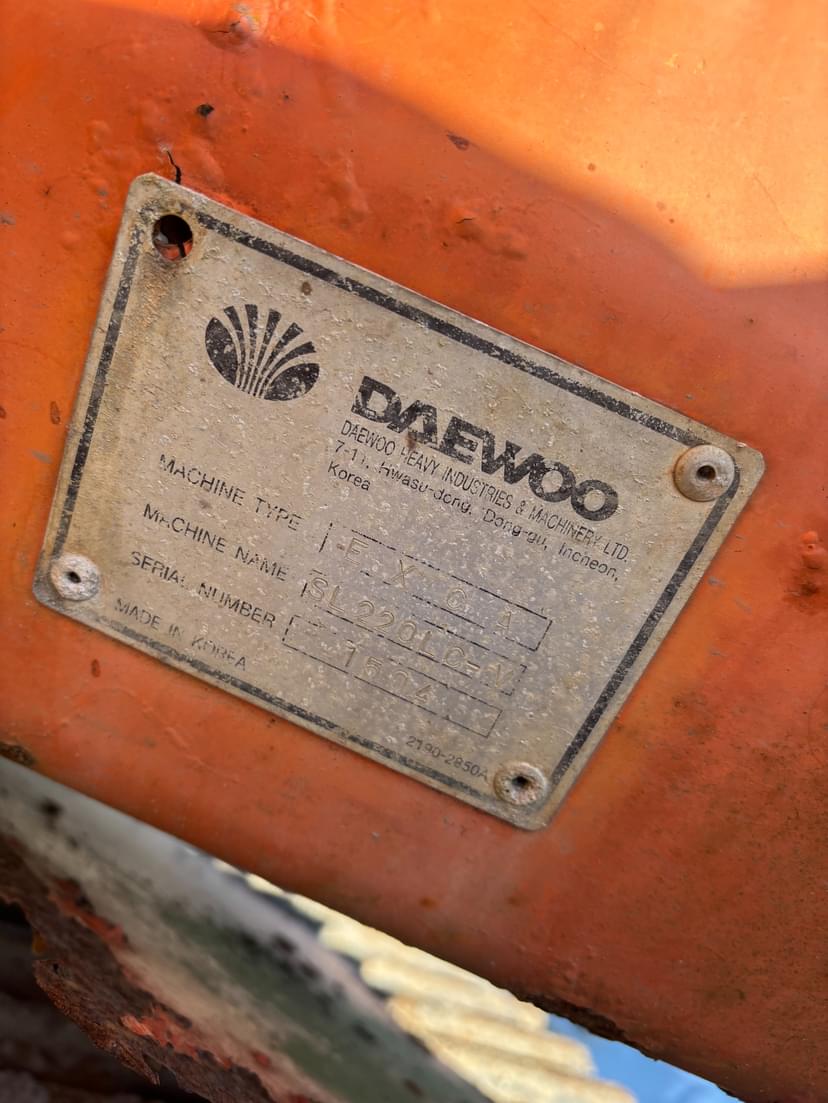 DAEWOO
DAEWOO HEAVY INDUSTRIES & MACHINERY LTD.
7-11, Hwasu-dong, Dong-gu, Incheon,
Korea
MACHINE TYPE E X C A
MACHINE NAME SL220LC-V
SERIAL NUMBER 1504
MADE IN KOREA
2190-2850A